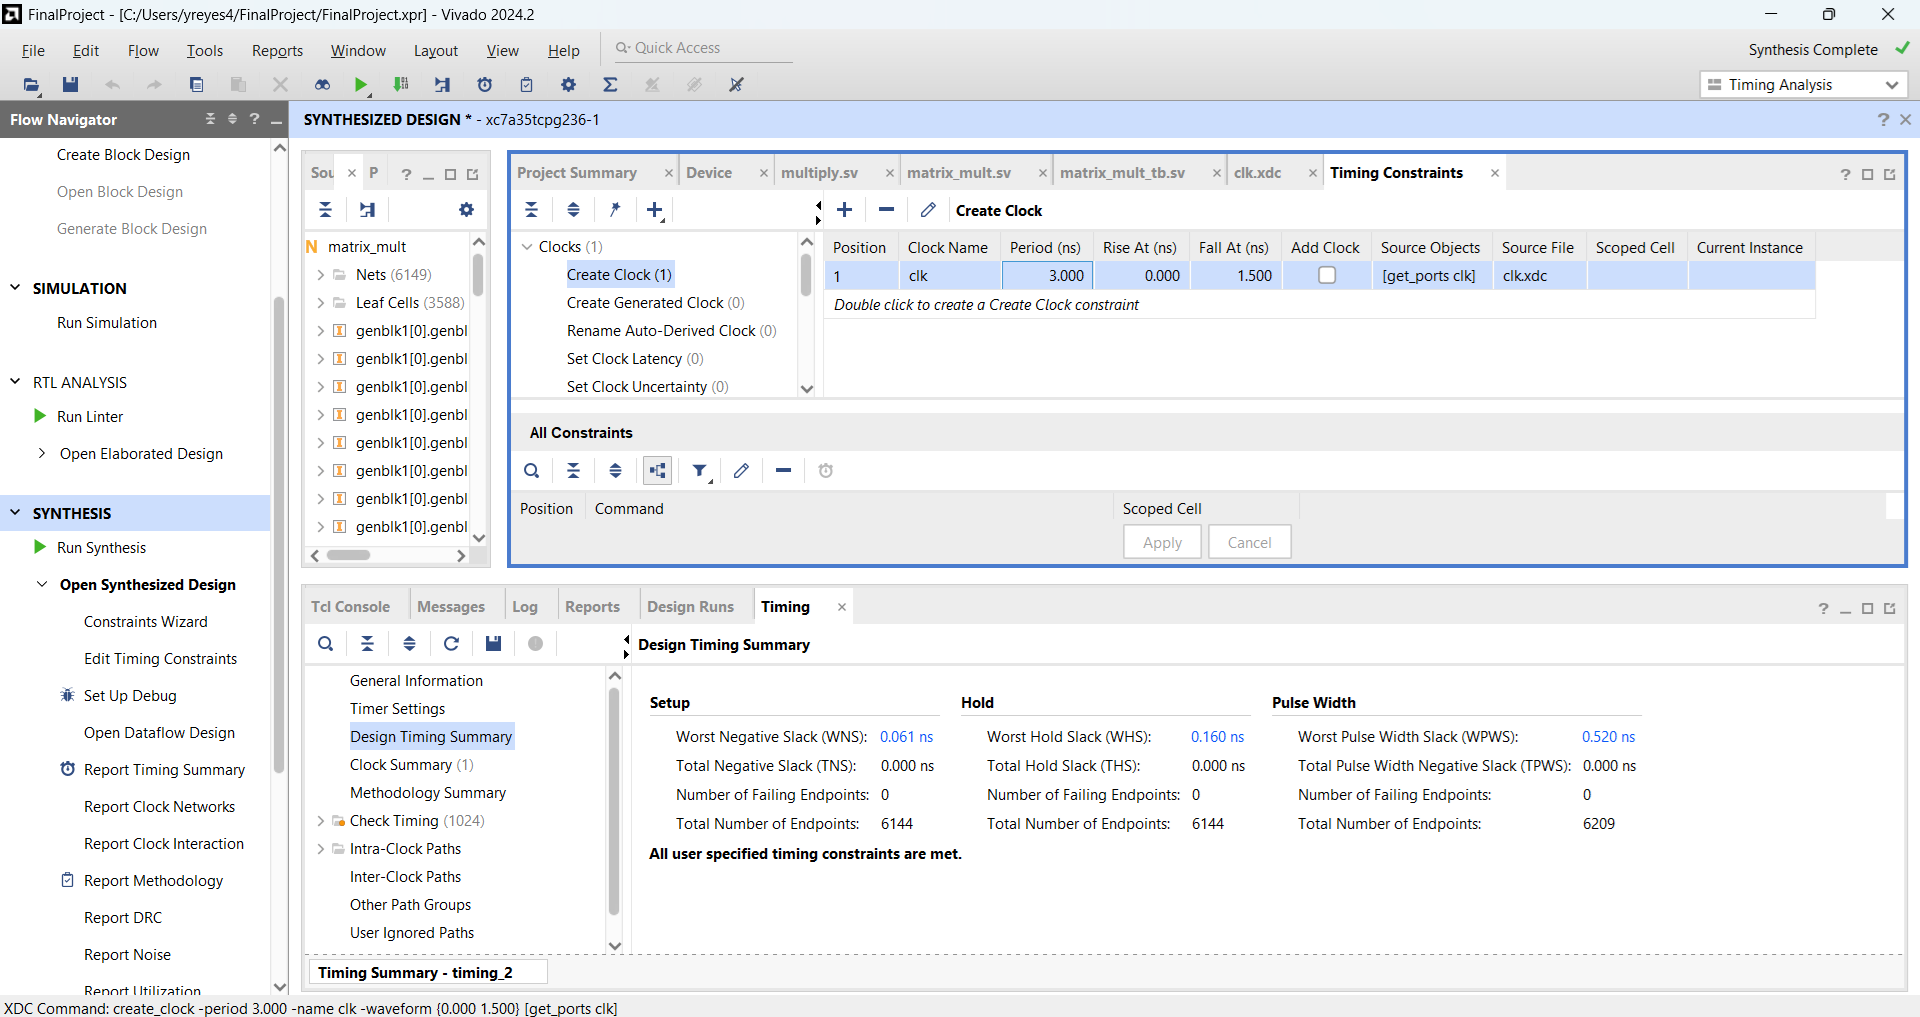 FinalProject - [C:/Users/yreyes4/FinalProject/FinalProject.xpr] - Vivado 2024.2
File Edit Flow Tools Reports Window Layout View Help Quick Access
Synthesis Complete
Timing Analysis
Flow Navigator
Create Block Design
Open Block Design
Generate Block Design
SIMULATION
Run Simulation
RTL ANALYSIS
Run Linter
Open Elaborated Design
SYNTHESIS
Run Synthesis
Open Synthesized Design
Constraints Wizard
Edit Timing Constraints
Set Up Debug
Open Dataflow Design
Report Timing Summary
Report Clock Networks
Report Clock Interaction
Report Methodology
Report DRC
Report Noise
Report Utilization
SYNTHESIZED DESIGN * - xc7a35tcpg236-1
Sou P
N matrix_mult
Nets (6149)
Leaf Cells (3588)
genblk1[0].genbl
genblk1[0].genbl
genblk1[0].genbl
genblk1[0].genbl
genblk1[0].genbl
genblk1[0].genbl
genblk1[0].genbl
genblk1[0].genbl
Project Summary Device multiply.sv matrix_mult.sv matrix_mult_tb.sv clk.xdc Timing Constraints
Clocks (1)
Create Clock (1)
Create Generated Clock (0)
Rename Auto-Derived Clock (0)
Set Clock Latency (0)
Set Clock Uncertainty (0)
Create Clock
Position Clock Name Period (ns) Rise At (ns) Fall At (ns) Add Clock Source Objects Source File Scoped Cell Current Instance
1 clk 3.000 0.000 1.500 [get_ports clk] clk.xdc
Double click to create a Create Clock constraint
All Constraints
Position Command Scoped Cell
Apply Cancel
Tcl Console Messages Log Reports Design Runs Timing
General Information
Timer Settings
Design Timing Summary
Clock Summary (1)
Methodology Summary
Check Timing (1024)
Intra-Clock Paths
Inter-Clock Paths
Other Path Groups
User Ignored Paths
Design Timing Summary
Setup Hold Pulse Width
Worst Negative Slack (WNS): 0.061 ns Worst Hold Slack (WHS): 0.160 ns Worst Pulse Width Slack (WPWS): 0.520 ns
Total Negative Slack (TNS): 0.000 ns Total Hold Slack (THS): 0.000 ns Total Pulse Width Negative Slack (TPWS): 0.000 ns
Number of Failing Endpoints: 0 Number of Failing Endpoints: 0 Number of Failing Endpoints: 0
Total Number of Endpoints: 6144 Total Number of Endpoints: 6144 Total Number of Endpoints: 6209
All user specified timing constraints are met.
Timing Summary - timing_2
XDC Command: create_clock -period 3.000 -name clk -waveform {0.000 1.500} [get_ports clk]